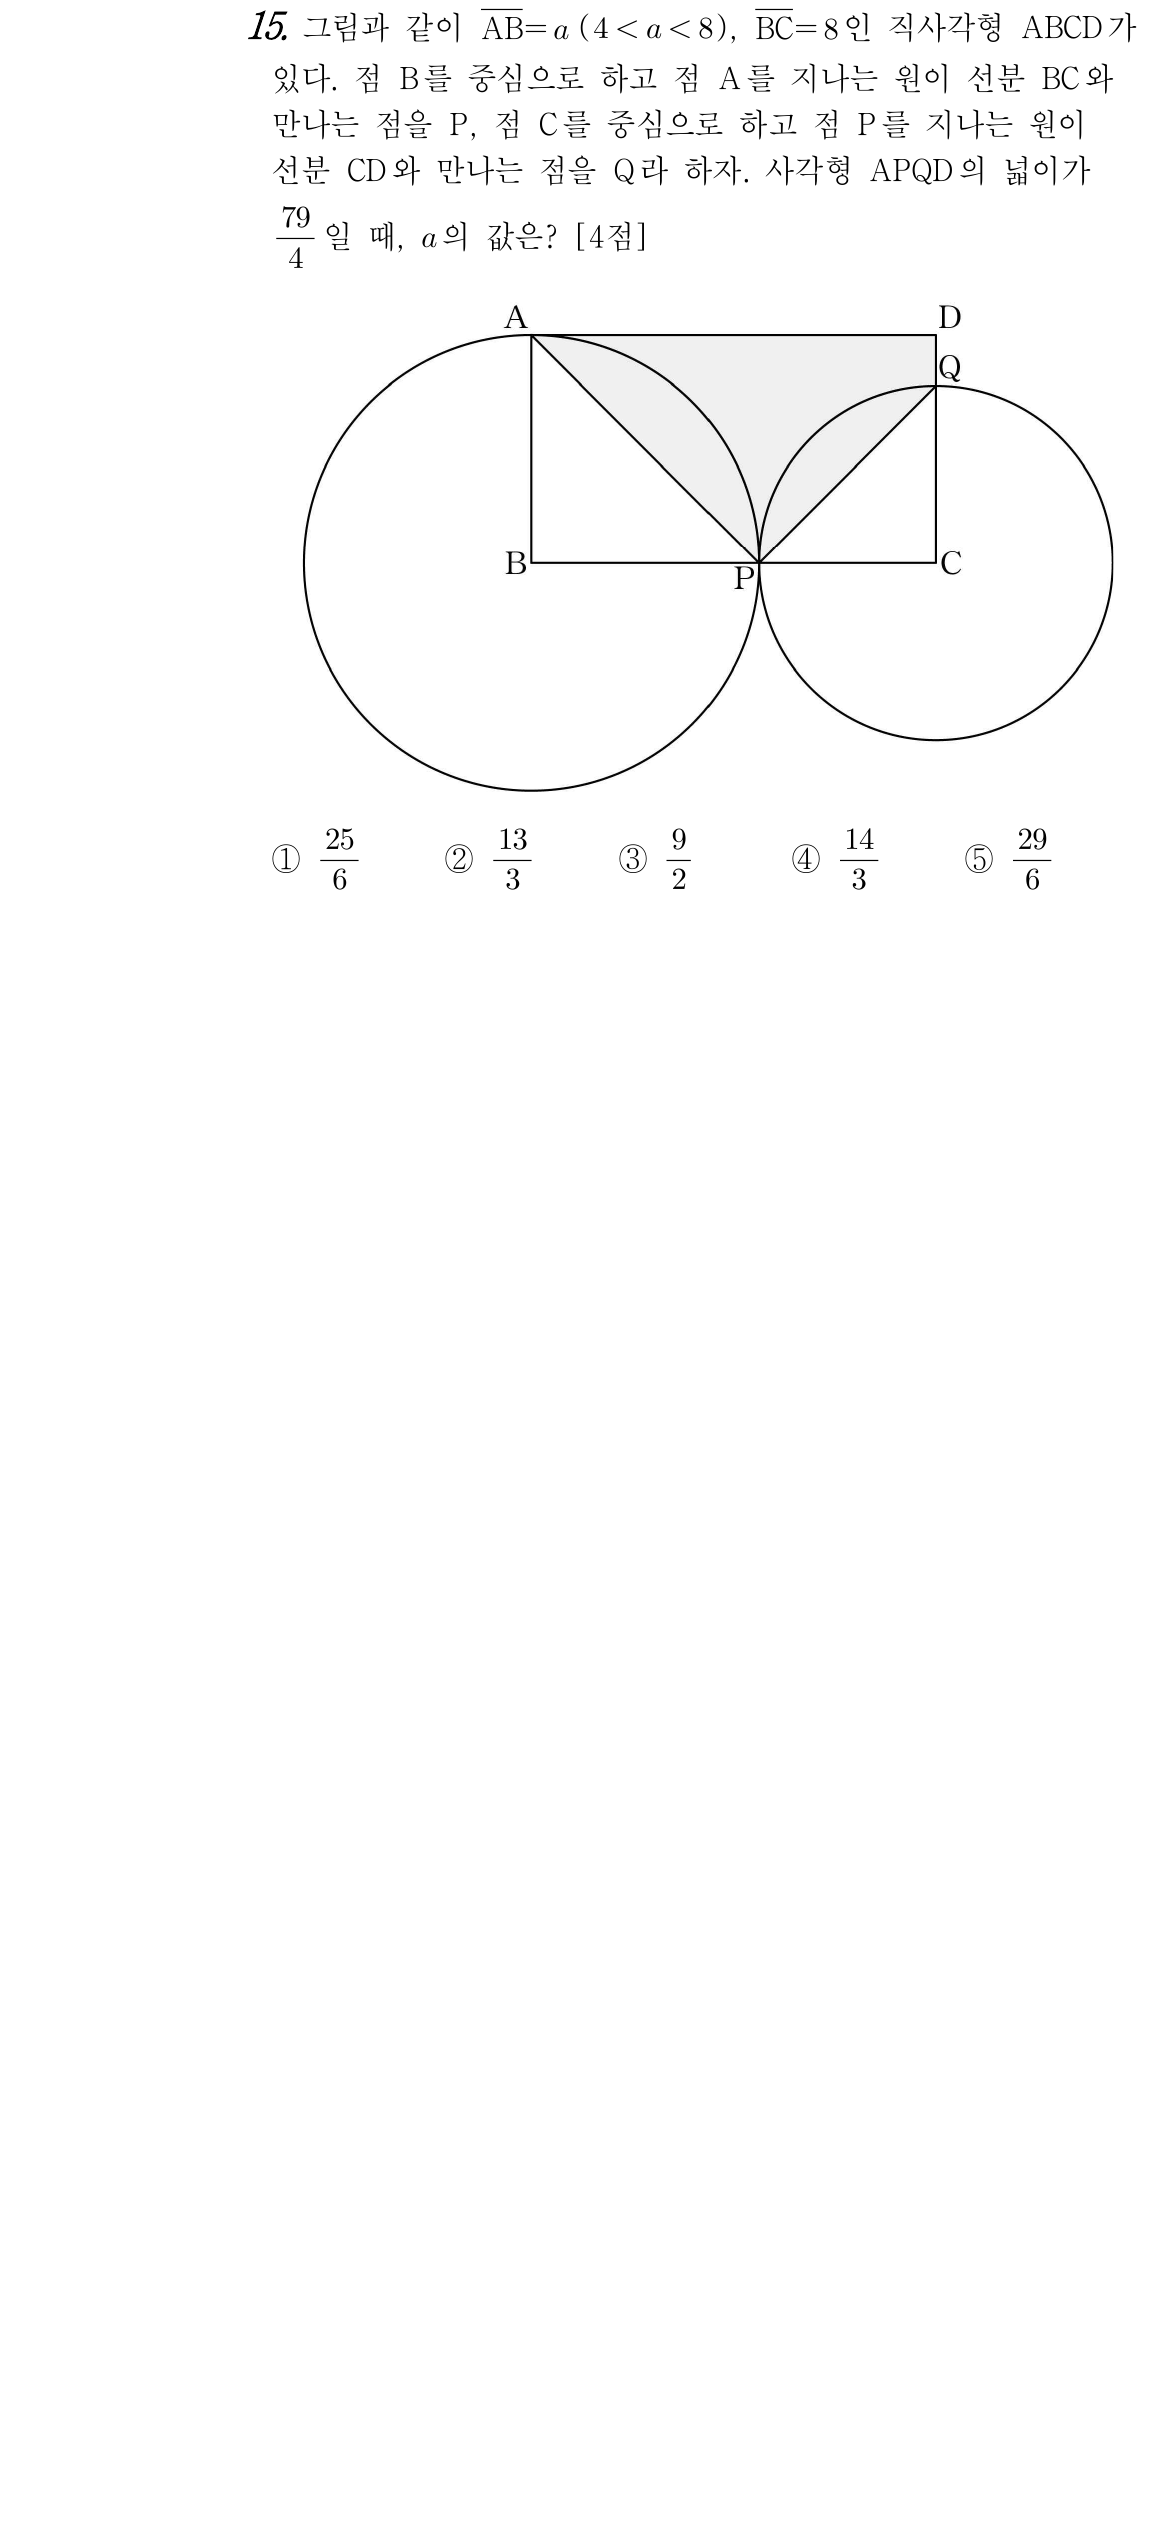 15. 그림과 같이 $\overline{AB}=a\,(4<a<8)$, $\overline{BC}=8$인 직사각형 ABCD가
있다. 점 B를 중심으로 하고 점 A를 지나는 원이 선분 BC와
만나는 점을 P, 점 C를 중심으로 하고 점 P를 지나는 원이
선분 CD와 만나는 점을 Q라 하자. 사각형 APQD의 넓이가
$\frac{79}{4}$일 때, $a$의 값은? [4점]
A
D
Q
B
P
C
① $\frac{25}{6}$ ② $\frac{13}{3}$ ③ $\frac{9}{2}$ ④ $\frac{14}{3}$ ⑤ $\frac{29}{6}$